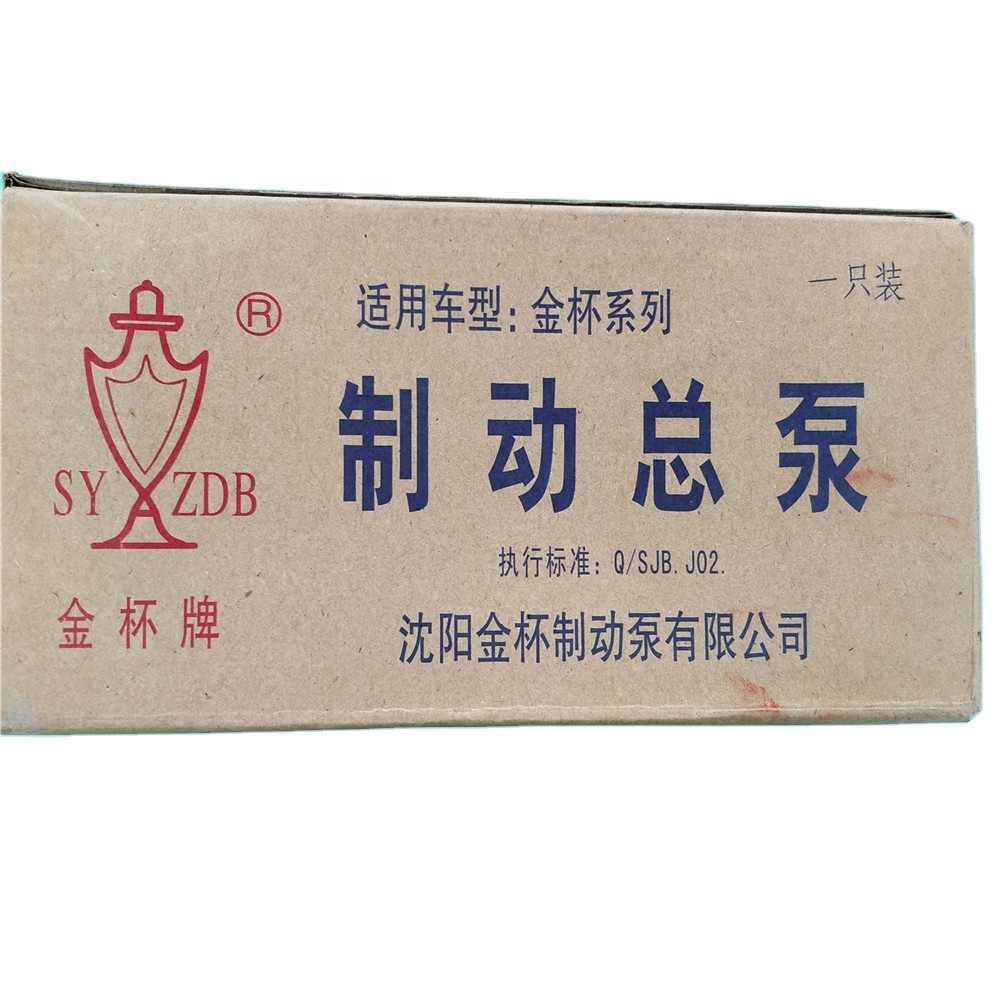 一只装
适用车型：金杯系列
®
制动总泵
SY ZDB
执行标准：Q/SJB.J02.
金杯牌
沈阳金杯制动泵有限公司